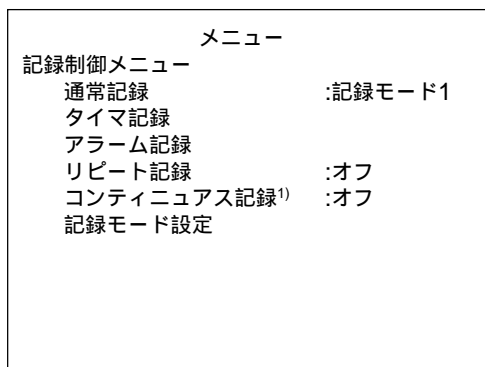 メニュー
記録制御メニュー
通常記録 :記録モード1
タイマ記録
アラーム記録
リピート記録 :オフ
コンティニュアス記録1) :オフ
記録モード設定